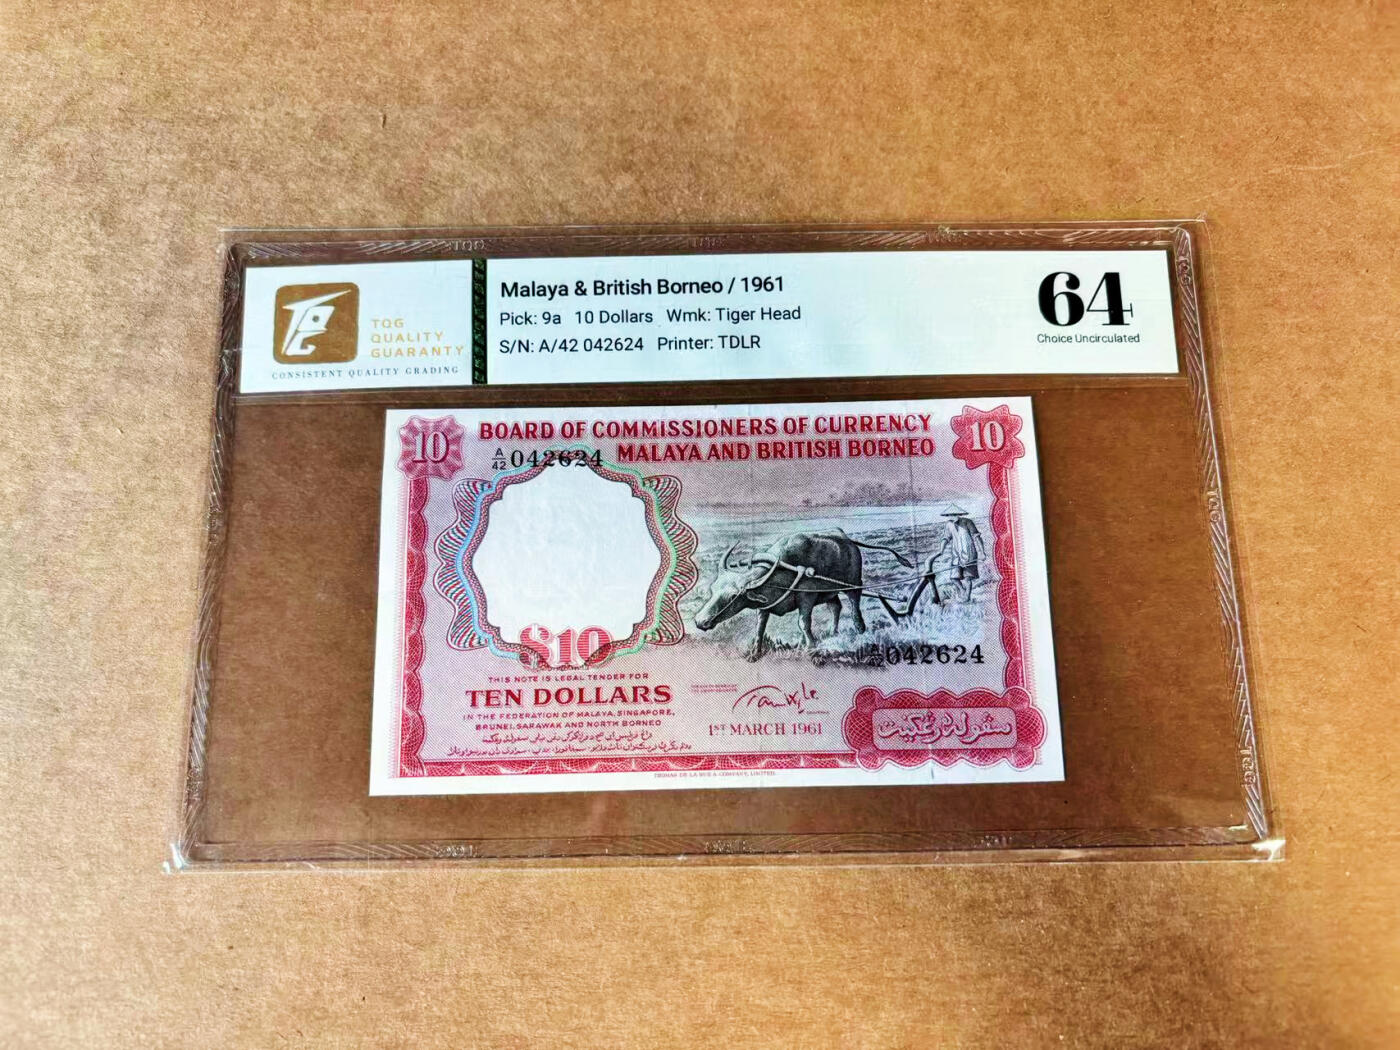 TQG
QUALITY
GUARANTY
CONSISTENT QUALITY GRADING
Malaya & British Borneo / 1961
Pick: 9a 10 Dollars Wmk: Tiger Head
S/N: A/42 042624 Printer: TDLR
64
Choice Uncirculated
10
BOARD OF COMMISSIONERS OF CURRENCY
MALAYA AND BRITISH BORNEO
10
A/42 042624
$10
042624
THIS NOTE IS LEGAL TENDER FOR
TEN DOLLARS
IN THE FEDERATION OF MALAYA, SINGAPORE,
BRUNEI, SARAWAK AND NORTH BORNEO
1ST MARCH 1961
THOMAS DE LA RUE & COMPANY, LIMITED